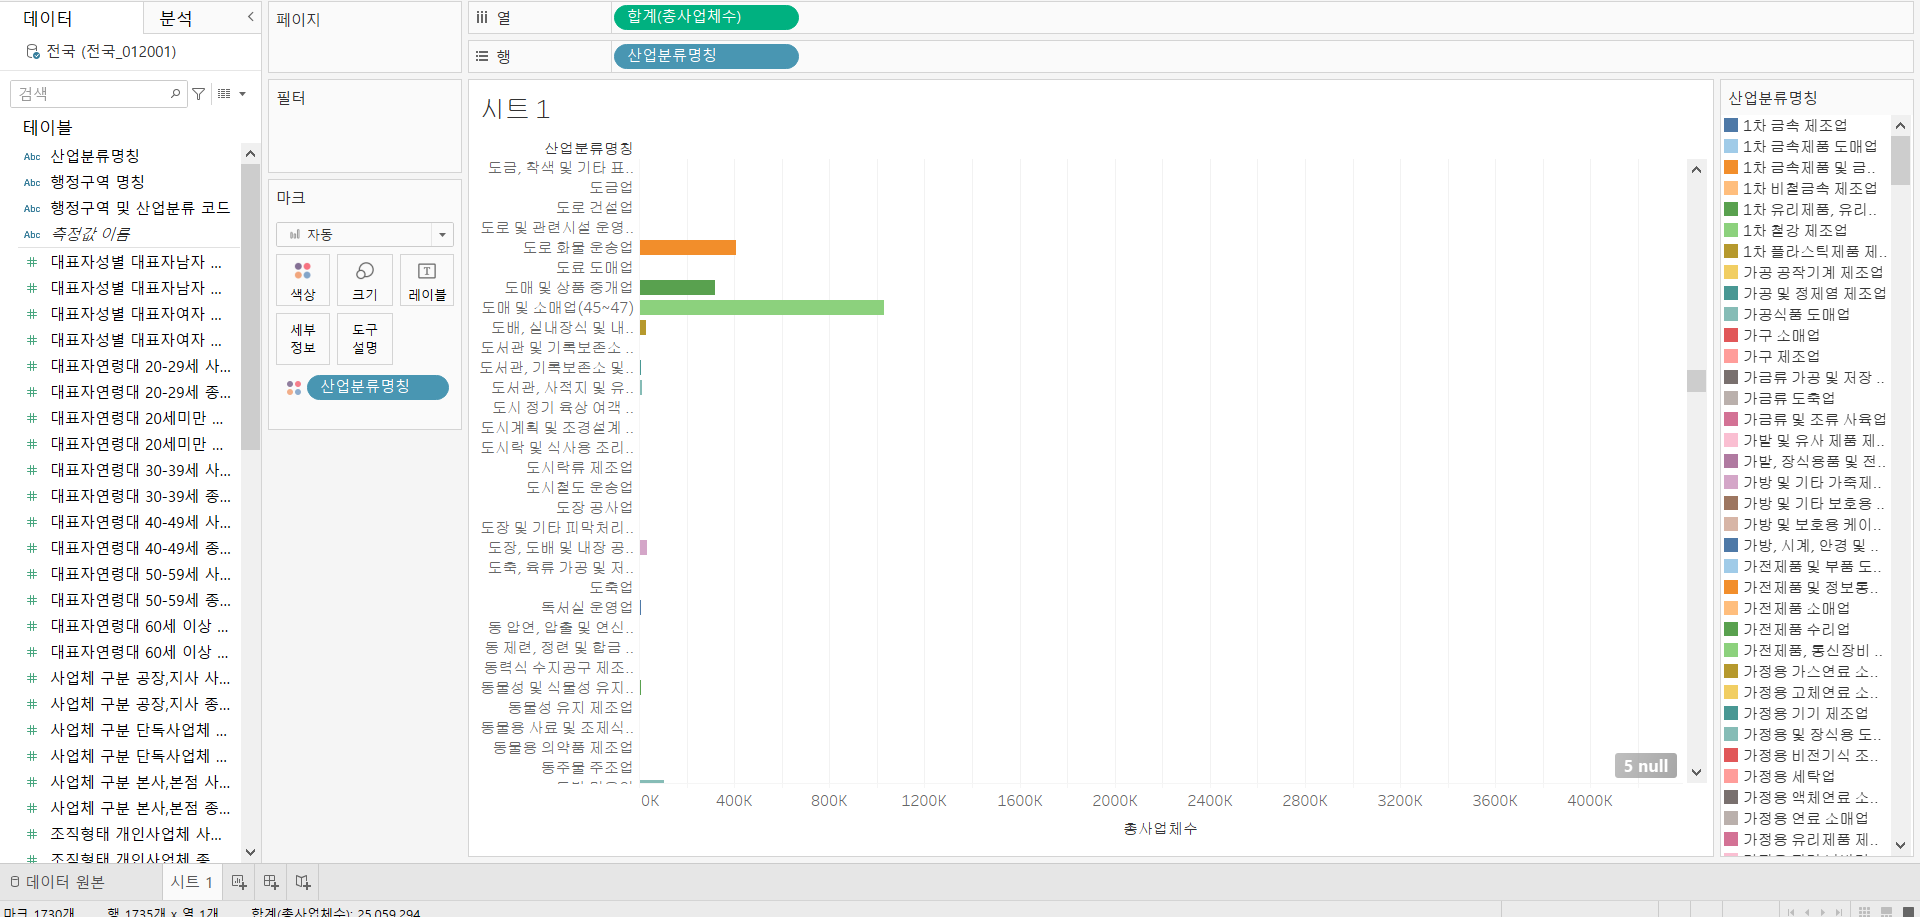 데이터
분석
전국 (전국_012001)
검색
테이블
Abc 산업분류명칭
Abc 행정구역 명칭
Abc 행정구역 및 산업분류 코드
Abc 측정값 이름
대표자성별 대표자남자 ...
대표자성별 대표자남자 ...
대표자성별 대표자여자 ...
대표자성별 대표자여자 ...
대표자연령대 20-29세 사...
대표자연령대 20-29세 종...
대표자연령대 20세미만 ...
대표자연령대 20세미만 ...
대표자연령대 30-39세 사...
대표자연령대 30-39세 종...
대표자연령대 40-49세 사...
대표자연령대 40-49세 종...
대표자연령대 50-59세 사...
대표자연령대 50-59세 종...
대표자연령대 60세 이상 ...
대표자연령대 60세 이상 ...
사업체 구분 공장,지사 사...
사업체 구분 공장,지사 종...
사업체 구분 단독사업체 ...
사업체 구분 단독사업체 ...
사업체 구분 본사,본점 사...
사업체 구분 본사,본점 종...
조직형태 개인사업체 사...
조직형태 개인사업체 종
페이지
필터
마크
자동
색상
크기
레이블
세부 정보
도구 설명
산업분류명칭
열
합계(총사업체수)
행
산업분류명칭
시트 1
산업분류명칭
도금, 착색 및 기타 표..
도금업
도로 건설업
도로 및 관련시설 운영..
도로 화물 운송업
도료 도매업
도매 및 상품 중개업
도매 및 소매업(45~47)
도배, 실내장식 및 내..
도서관 및 기록보존소 ..
도서관, 기록보존소 및..
도서관, 사적지 및 유..
도시 정기 육상 여객 ..
도시계획 및 조경설계 ..
도시락 및 식사용 조리..
도시락류 제조업
도시철도 운송업
도장 공사업
도장 및 기타 피막처리..
도장, 도배 및 내장 공..
도축, 육류 가공 및 저..
도축업
독서실 운영업
동 압연, 압출 및 연신..
동 제련, 정련 및 합금 ..
동력식 수지공구 제조..
동물성 및 식물성 유지..
동물성 유지 제조업
동물용 사료 및 조제식..
동물용 의약품 제조업
동주물 주조업
5 null
0K 400K 800K 1200K 1600K 2000K 2400K 2800K 3200K 3600K 4000K
총사업체수
산업분류명칭
1차 금속 제조업
1차 금속제품 도매업
1차 금속제품 및 금..
1차 비철금속 제조업
1차 유리제품, 유리..
1차 철강 제조업
1차 플라스틱제품 제..
가공 공작기계 제조업
가공 및 정제염 제조업
가공식품 도매업
가구 소매업
가구 제조업
가금류 가공 및 저장 ..
가금류 도축업
가금류 및 조류 사육업
가발 및 유사 제품 제..
가발, 장식용품 및 전..
가방 및 기타 가죽제..
가방 및 기타 보호용 ..
가방 및 보호용 케이..
가방, 시계, 안경 및 ..
가전제품 및 부품 도..
가전제품 및 정보통..
가전제품 소매업
가전제품 수리업
가전제품, 통신장비 ..
가정용 가스연료 소..
가정용 고체연료 소..
가정용 기기 제조업
가정용 및 장식용 도..
가정용 비전기식 조..
가정용 세탁업
가정용 액체연료 소..
가정용 연료 소매업
가정용 유리제품 제..
데이터 원본
시트 1
마크 1730개 행 1735개 x 열 1개 합계(총사업체수): 25,059,294